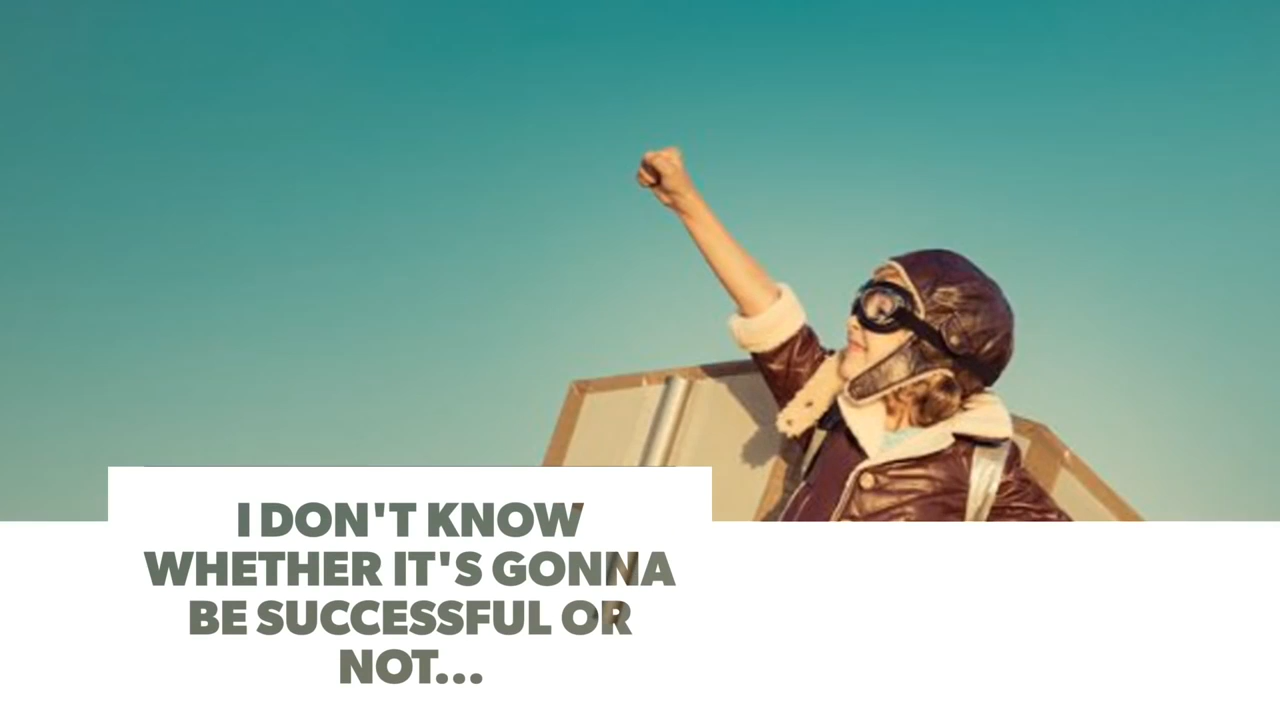 I DON'T KNOW
WHETHER IT'S GONNA
BE SUCCESSFUL OR
NOT...